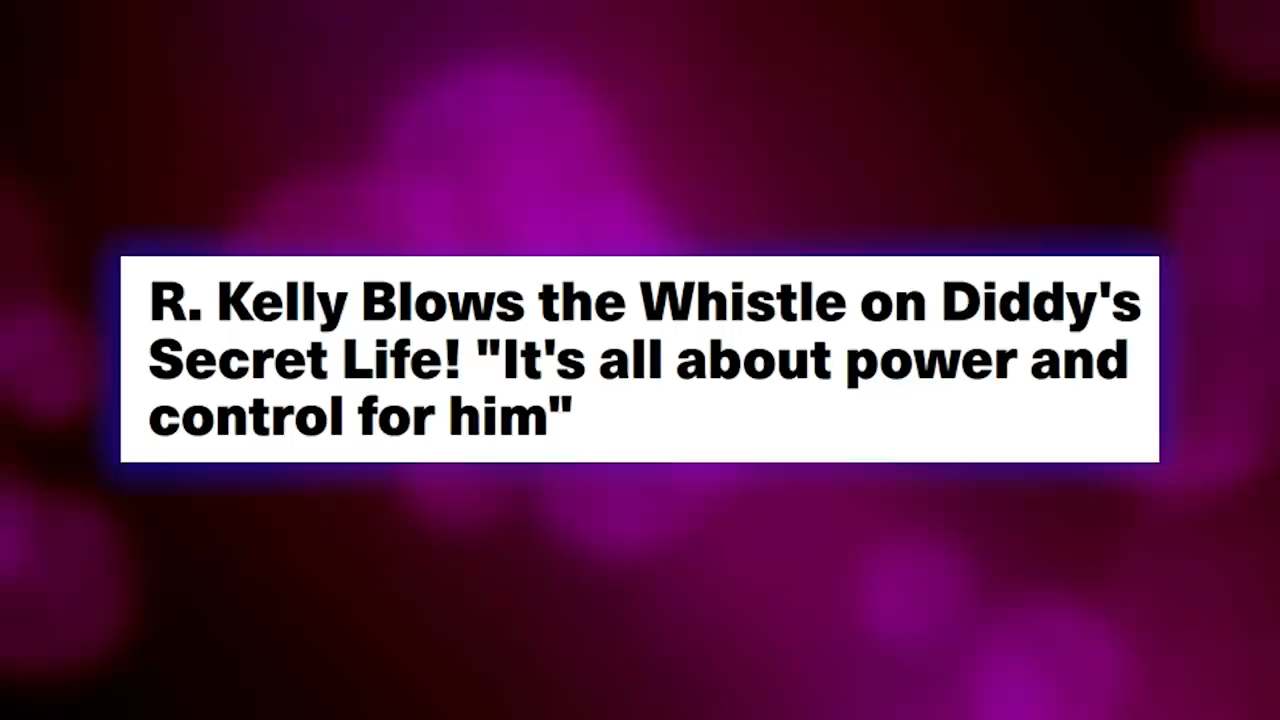 R. Kelly Blows the Whistle on Diddy's
Secret Life! "It's all about power and
control for him"